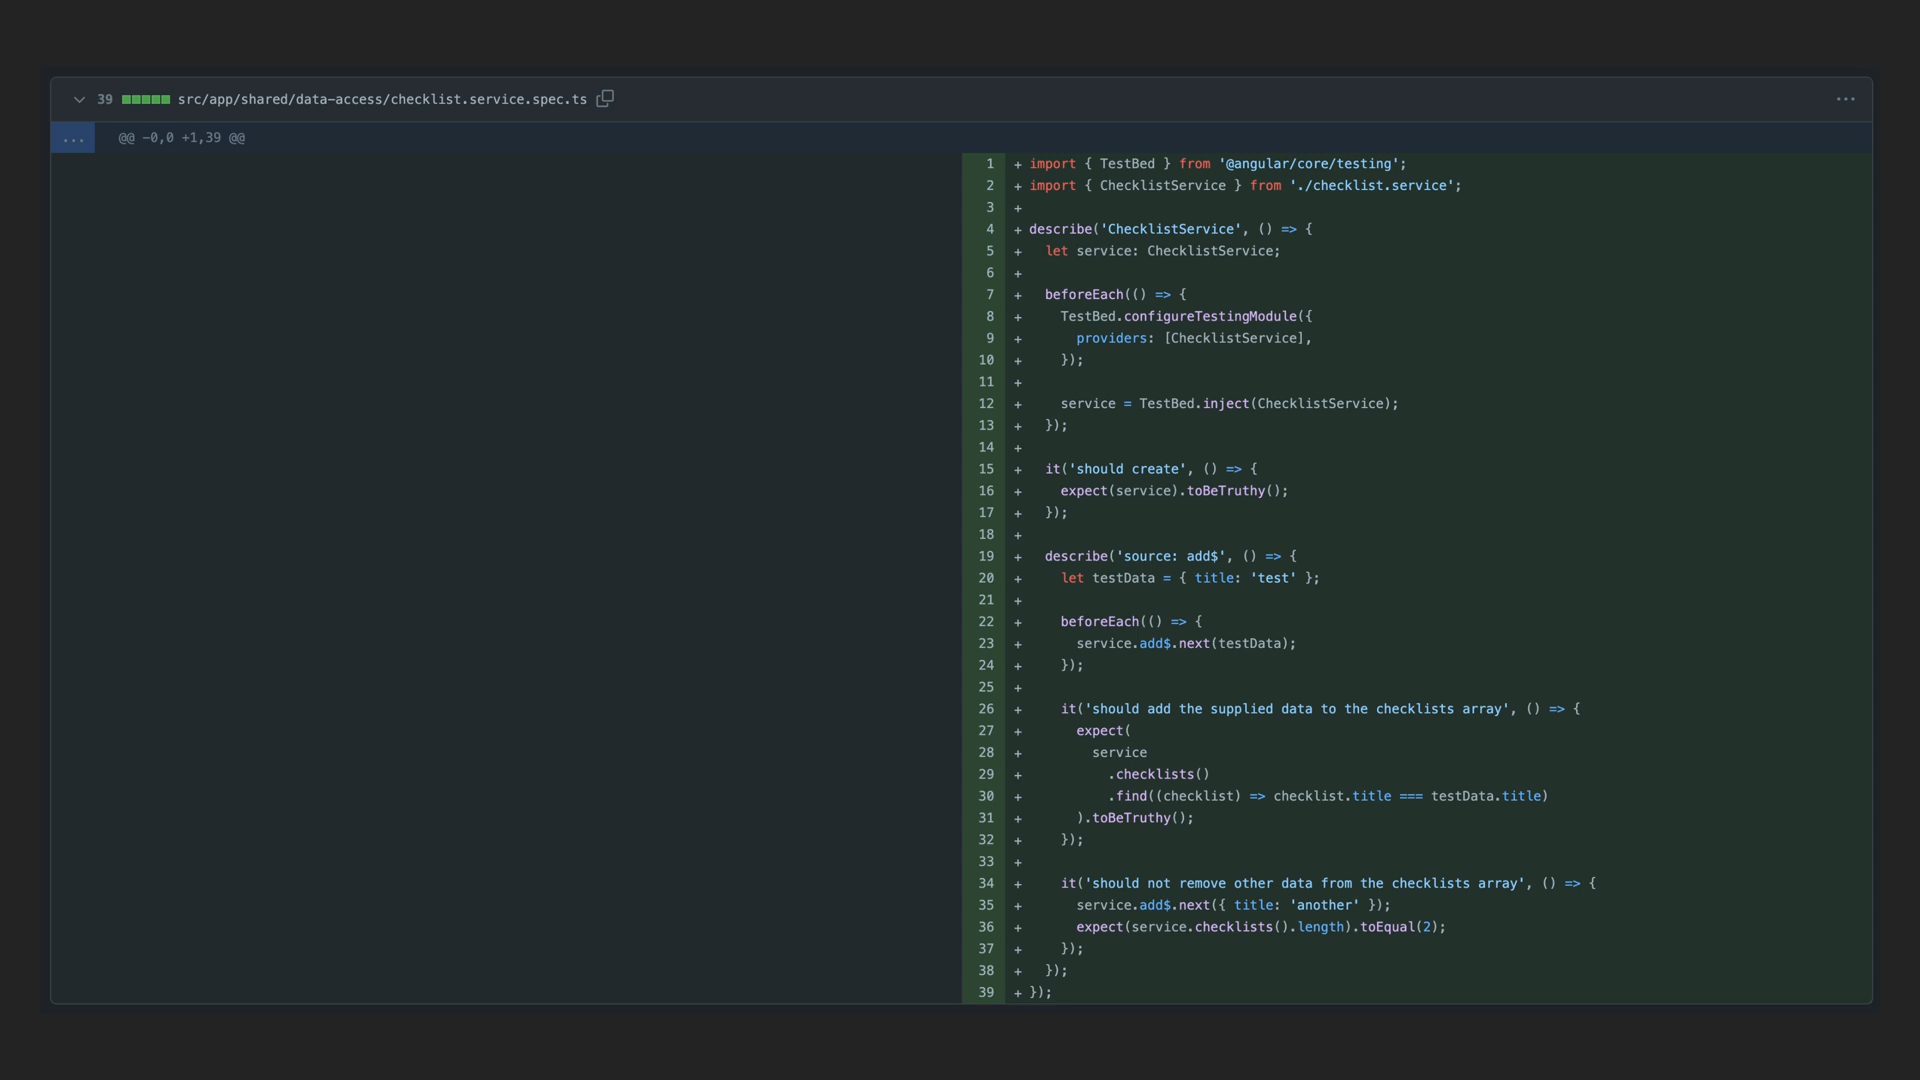 39 src/app/shared/data-access/checklist.service.spec.ts ...
... @@ -0,0 +1,39 @@
1 + import { TestBed } from '@angular/core/testing';
2 + import { ChecklistService } from './checklist.service';
3 +
4 + describe('ChecklistService', () => {
5 +   let service: ChecklistService;
6 +
7 +   beforeEach(() => {
8 +     TestBed.configureTestingModule({
9 +       providers: [ChecklistService],
10 +     });
11 +
12 +     service = TestBed.inject(ChecklistService);
13 +   });
14 +
15 +   it('should create', () => {
16 +     expect(service).toBeTruthy();
17 +   });
18 +
19 +   describe('source: add$', () => {
20 +     let testData = { title: 'test' };
21 +
22 +     beforeEach(() => {
23 +       service.add$.next(testData);
24 +     });
25 +
26 +     it('should add the supplied data to the checklists array', () => {
27 +       expect(
28 +         service
29 +           .checklists()
30 +           .find((checklist) => checklist.title === testData.title)
31 +       ).toBeTruthy();
32 +     });
33 +
34 +     it('should not remove other data from the checklists array', () => {
35 +       service.add$.next({ title: 'another' });
36 +       expect(service.checklists().length).toEqual(2);
37 +     });
38 +   });
39 + });